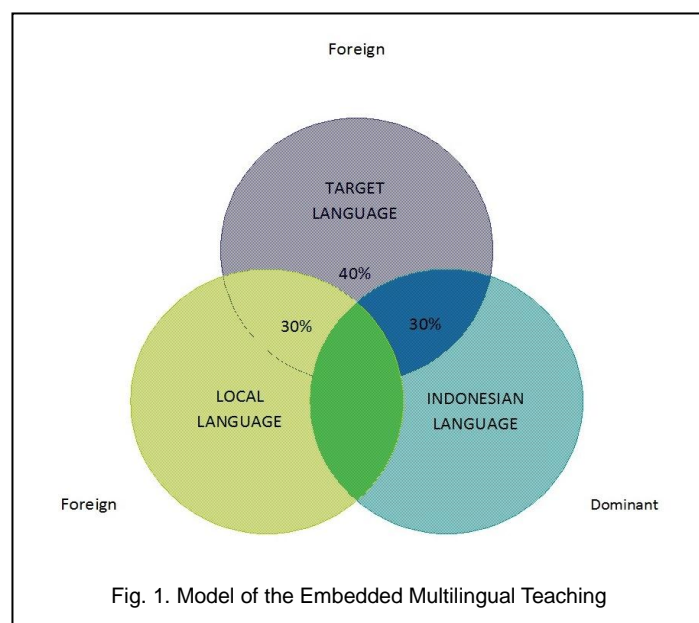 Foreign
TARGET
LANGUAGE
40%
30%
30%
LOCAL
LANGUAGE
INDONESIAN
LANGUAGE
Foreign
Dominant
Fig. 1. Model of the Embedded Multilingual Teaching